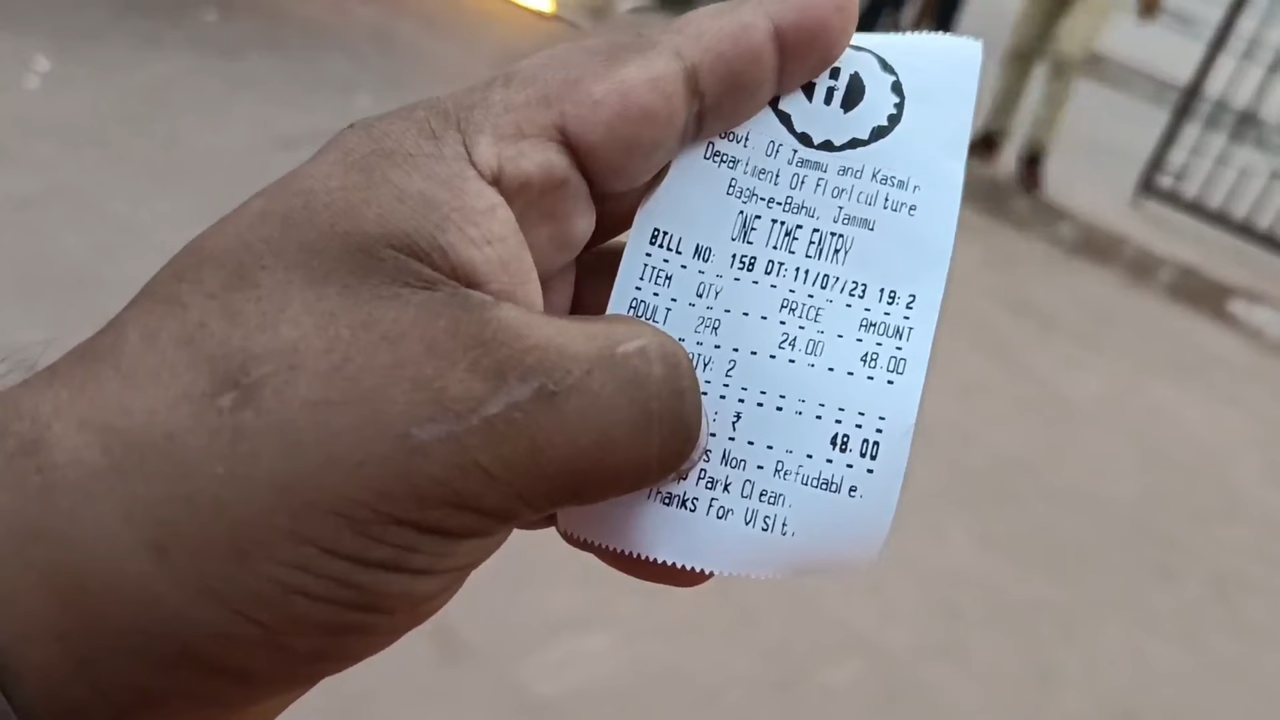 Govt. Of Jammu and Kasmir
Department Of Floriculture
Bagh-e-Bahu, Jammu
ONE TIME ENTRY
BILL NO: 158 DT: 11/07/23 19:2
ITEM QTY PRICE AMOUNT
ADULT 2PR 24.00 48.00
QTY: 2
: ₹ 48.00
Non - Refudable.
Park Clean.
Thanks For Visit.